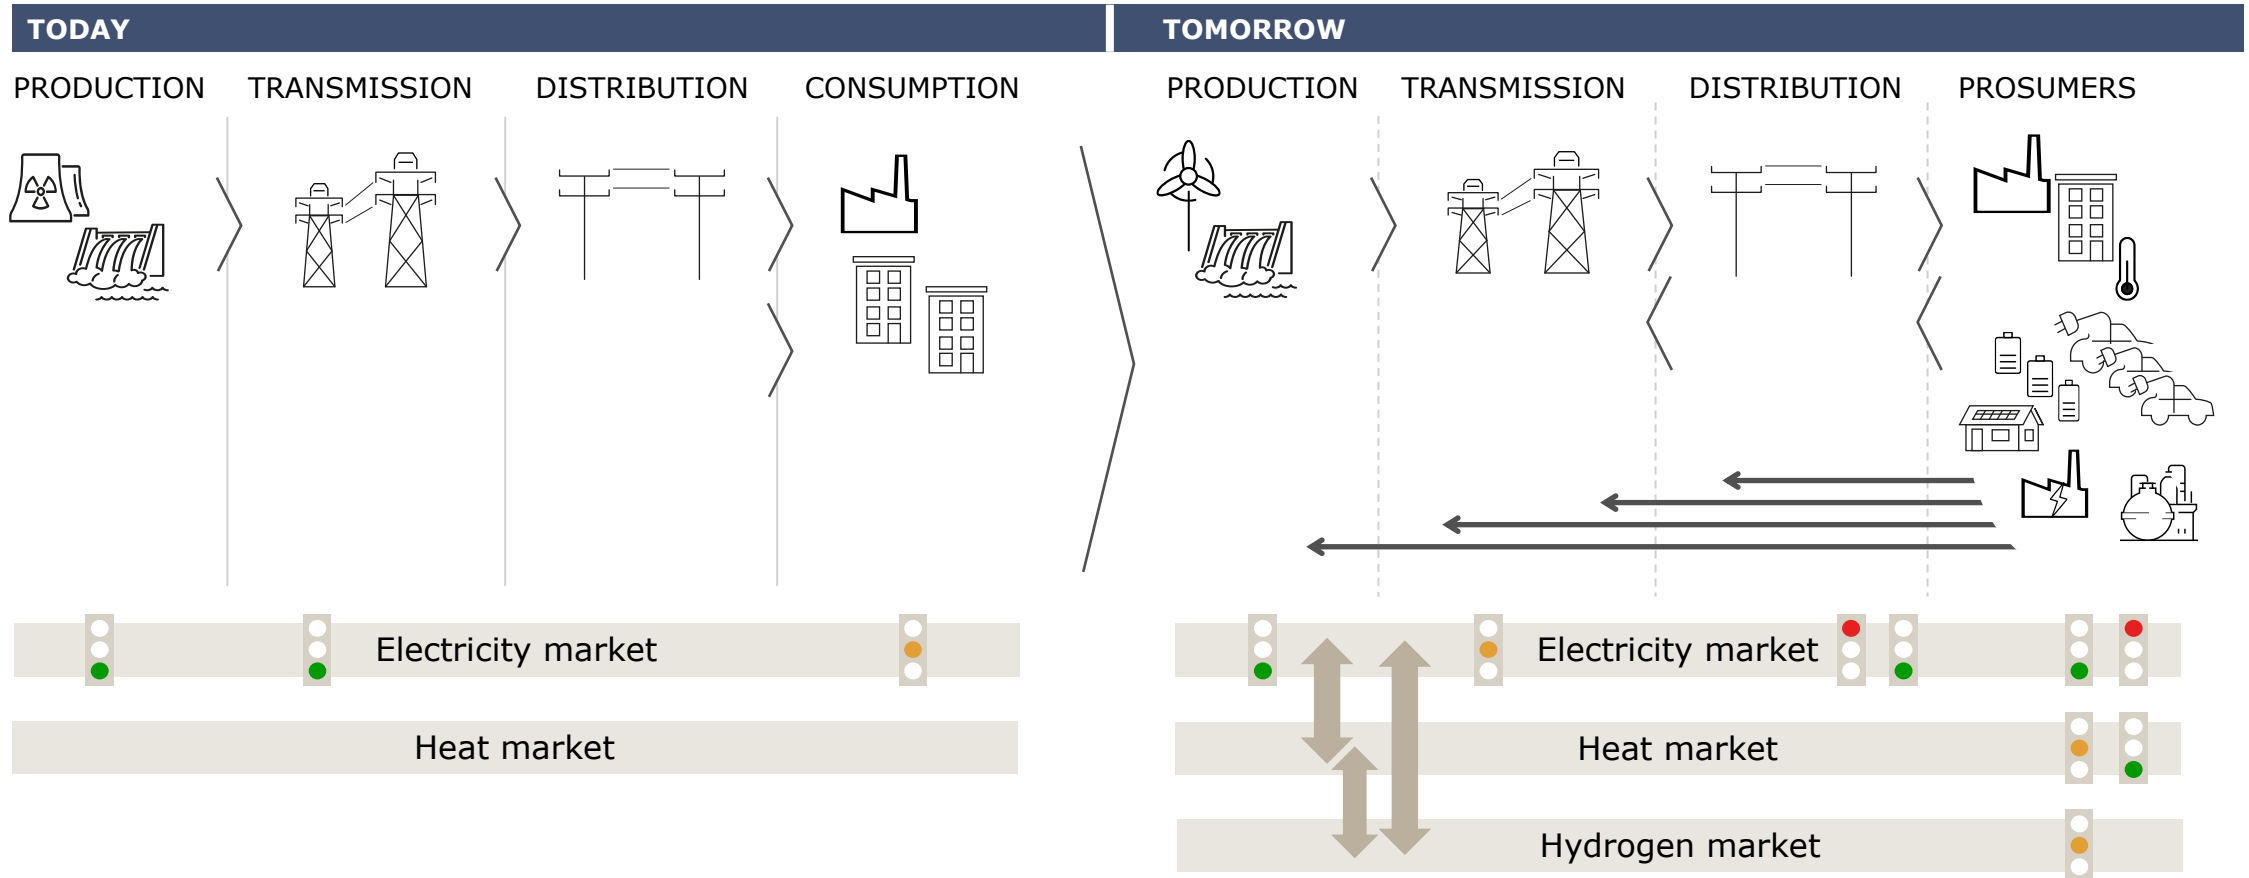 TODAY
TOMORROW
PRODUCTION TRANSMISSION DISTRIBUTION CONSUMPTION
PRODUCTION TRANSMISSION DISTRIBUTION PROSUMERS
Electricity market
Heat market
Electricity market
Heat market
Hydrogen market